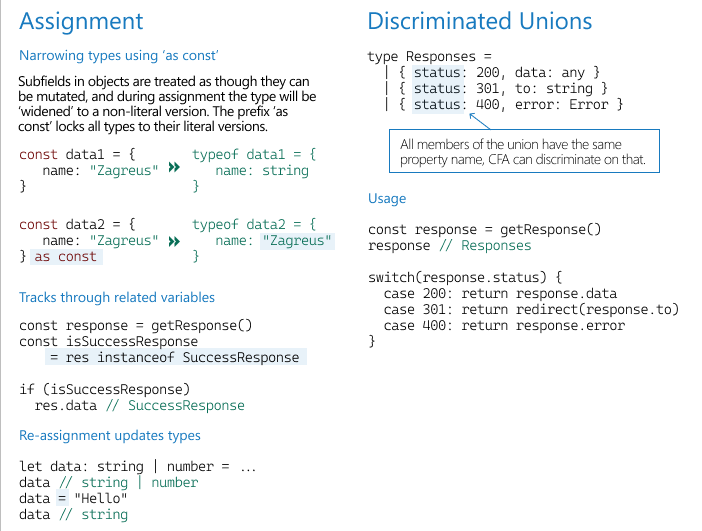 Assignment
Narrowing types using ‘as const’
Subfields in objects are treated as though they can
be mutated, and during assignment the type will be
‘widened’ to a non-literal version. The prefix ‘as
const’ locks all types to their literal versions.
const data1 = {
  name: "Zagreus"
}
»
typeof data1 = {
  name: string
}
const data2 = {
  name: "Zagreus"
} as const
»
typeof data2 = {
  name: "Zagreus"
}
Tracks through related variables
const response = getResponse()
const isSuccessResponse
    = res instanceof SuccessResponse
if (isSuccessResponse)
  res.data // SuccessResponse
Re-assignment updates types
let data: string | number = ...
data // string | number
data = "Hello"
data // string
Discriminated Unions
type Responses =
  | { status: 200, data: any }
  | { status: 301, to: string }
  | { status: 400, error: Error }
All members of the union have the same
property name, CFA can discriminate on that.
Usage
const response = getResponse()
response // Responses
switch(response.status) {
  case 200: return response.data
  case 301: return redirect(response.to)
  case 400: return response.error
}